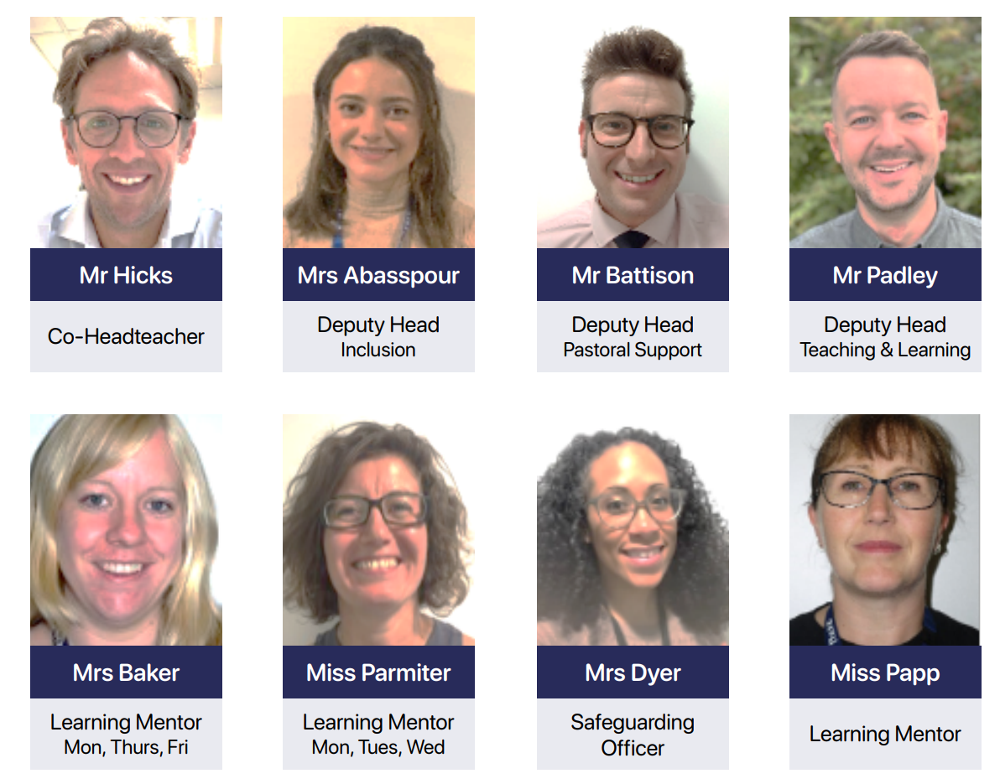 Mr Hicks
Mrs Abasspour
Mr Battison
Mr Padley
Co-Headteacher
Deputy Head
Inclusion
Deputy Head
Pastoral Support
Deputy Head
Teaching & Learning
Mrs Baker
Miss Parmiter
Mrs Dyer
Miss Papp
Learning Mentor
Mon, Thurs, Fri
Learning Mentor
Mon, Tues, Wed
Safeguarding
Officer
Learning Mentor